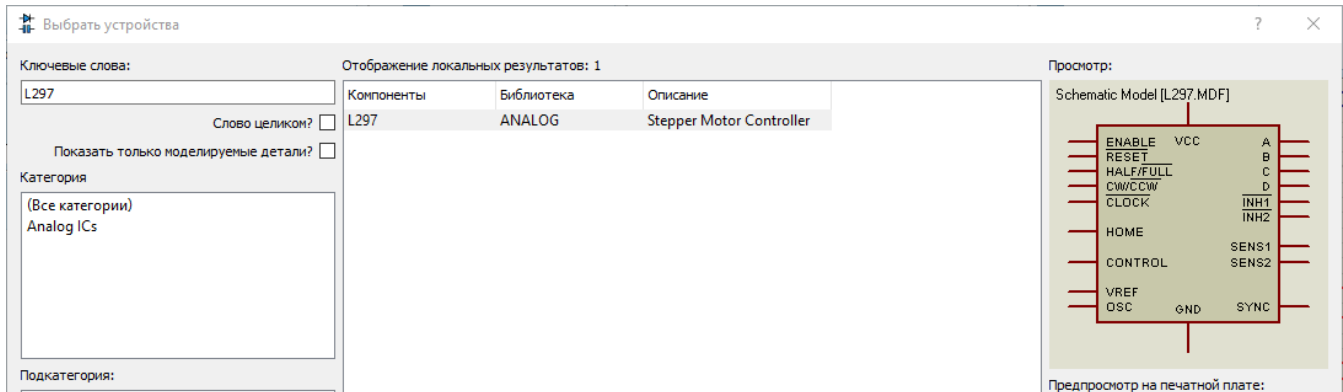 Выбрать устройства
?
Ключевые слова:
L297
Слово целиком?
Показать только моделируемые детали?
Категория
(Все категории)
Analog ICs
Подкатегория:
Отображение локальных результатов: 1
Компоненты Библиотека Описание
L297 ANALOG Stepper Motor Controller
Просмотр:
Schematic Model [L297.MDF]
ENABLE VCC A
RESET B
HALF/FULL C
CW/CCW D
CLOCK INH1
INH2
HOME
SENS1
CONTROL SENS2
VREF
OSC GND SYNC
Предпросмотр на печатной плате: